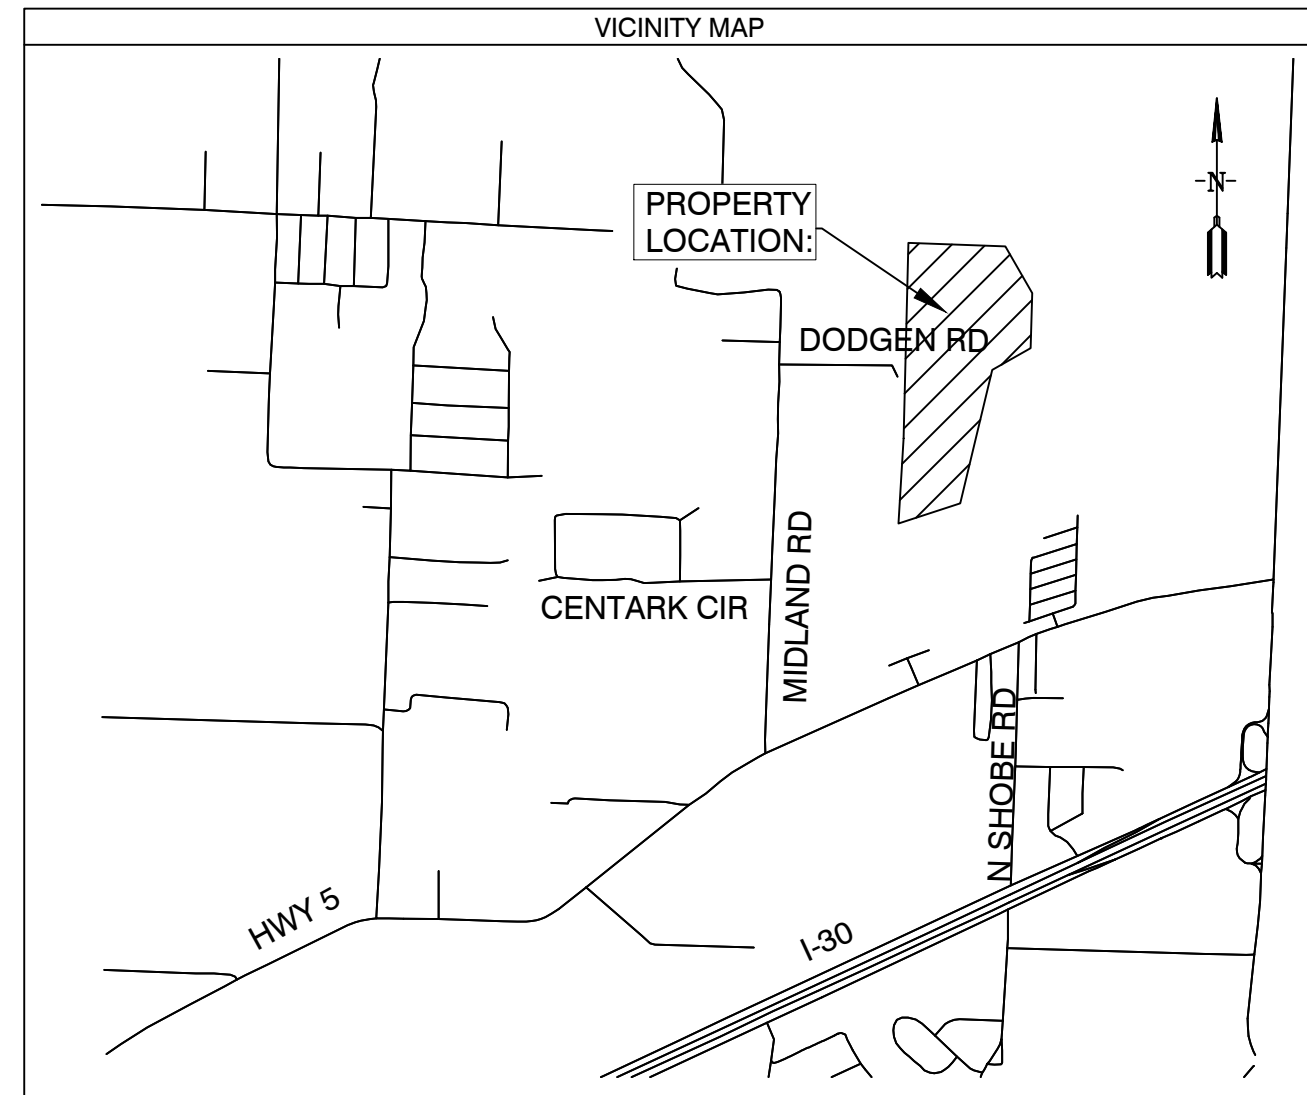 VICINITY MAP
-N-
PROPERTY
LOCATION:
DODGEN RD
MIDLAND RD
CENTARK CIR
N SHOBE RD
HWY 5
I-30